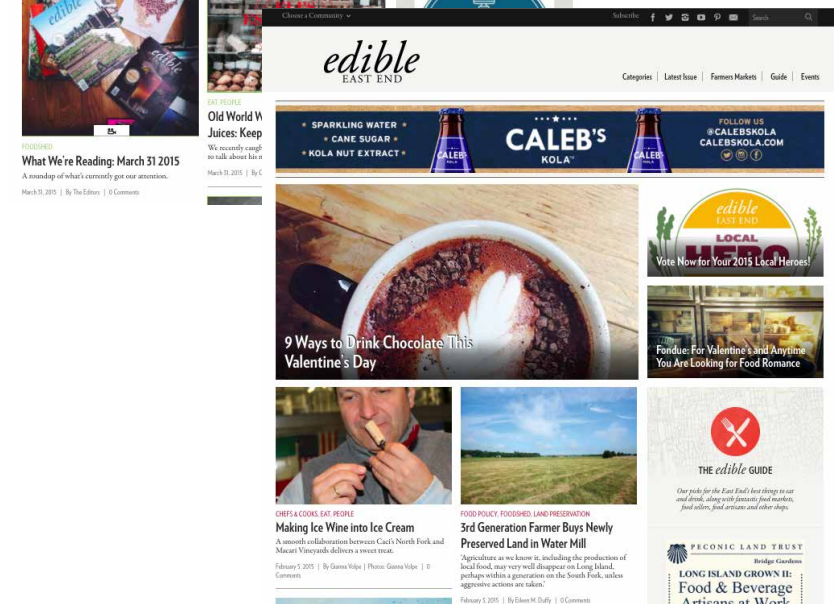 edible
FOODSHED
What We're Reading: March 31 2015
A roundup of what's currently got our attention.
March 31, 2015 | By The Editors | 0 Comments
EAT, PEOPLE
Old World W
Juices: Keep
We recently caugh
to talk about his n
March 31, 2015 | By C
Choose a Community
Subscribe
Search
edible
EAST END
Categories | Latest Issue | Farmers Markets | Guide | Events
SPARKLING WATER
CANE SUGAR
KOLA NUT EXTRACT
CALEB'S
CALEB'S
KOLA™
CALEB'S
FOLLOW US
@CALEBSKOLA
CALEBSKOLA.COM
9 Ways to Drink Chocolate This
Valentine's Day
edible
EAST END
LOCAL
HERO
Vote Now for Your 2015 Local Heroes!
Fondue: For Valentine's and Anytime
You Are Looking for Food Romance
CHEFS & COOKS, EAT, PEOPLE
Making Ice Wine into Ice Cream
A smooth collaboration between Caci's North Fork and
Macari Vineyards delivers a sweet treat.
February 5, 2015 | By Gianna Volpe | Photos: Gianna Volpe | 0
Comments
FOOD POLICY, FOODSHED, LAND PRESERVATION
3rd Generation Farmer Buys Newly
Preserved Land in Water Mill
'Agriculture as we know it, including the production of
local food, may very well disappear on Long Island,
perhaps within a generation on the South Fork, unless
aggressive actions are taken.'
February 3, 2015 | By Eileen M. Duffy | 0 Comments
THE edible GUIDE
Our picks for the East End's best things to eat
and drink, along with fantastic food markets,
food sellers, food artisans and other shops.
PECONIC LAND TRUST
Bridge Gardens
LONG ISLAND GROWN II:
Food & Beverage
Artisans at Work